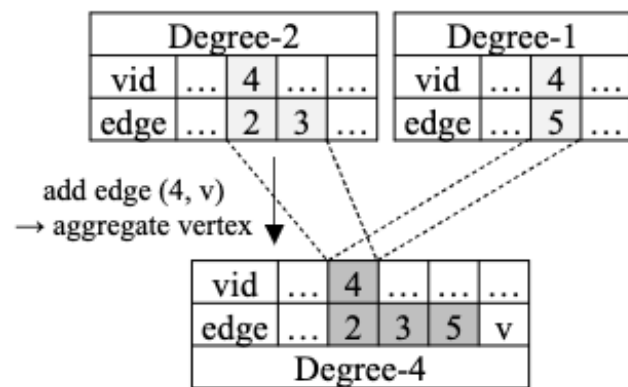 Degree-2 Degree-1
vid … 4 … … vid … 4 …
edge … 2 3 … edge … 5 …
add edge (4, v)
→ aggregate vertex
vid … 4 … … …
edge … 2 3 5 v
Degree-4